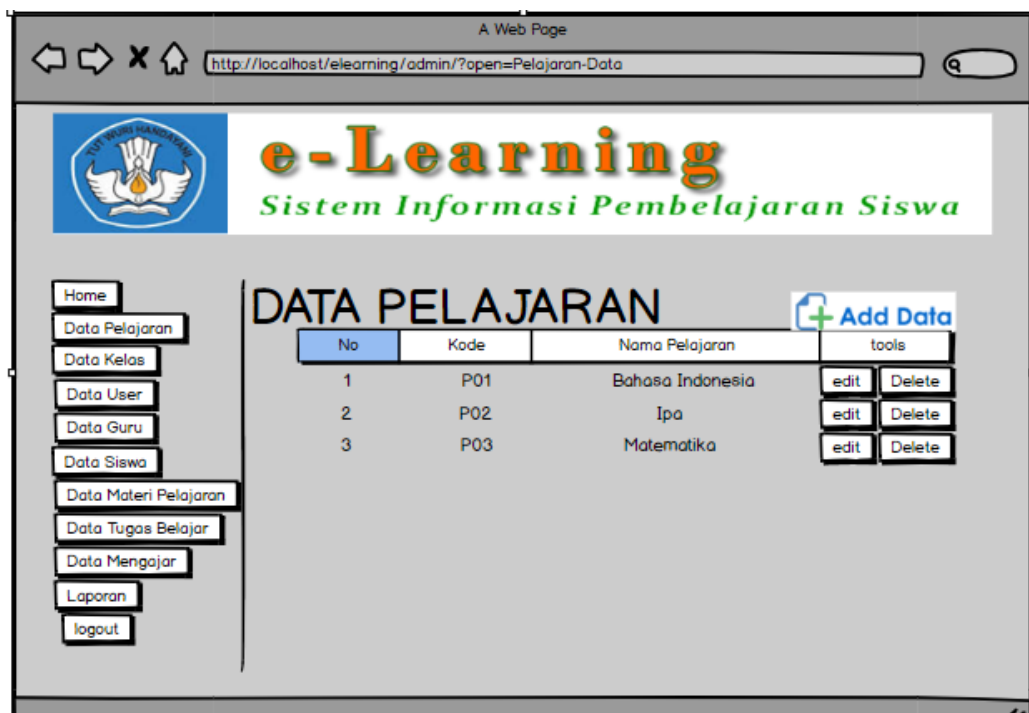 A Web Page
http://localhost/elearning/admin/?open=Pelajaran-Data
TUT WURI HANDAYANI
e-Learning
Sistem Informasi Pembelajaran Siswa
Home
Data Pelajaran
Data Kelas
Data User
Data Guru
Data Siswa
Data Materi Pelajaran
Data Tugas Belajar
Data Mengajar
Laporan
logout
DATA PELAJARAN
Add Data
No Kode Nama Pelajaran tools
1 P01 Bahasa Indonesia edit Delete
2 P02 Ipa edit Delete
3 P03 Matematika edit Delete